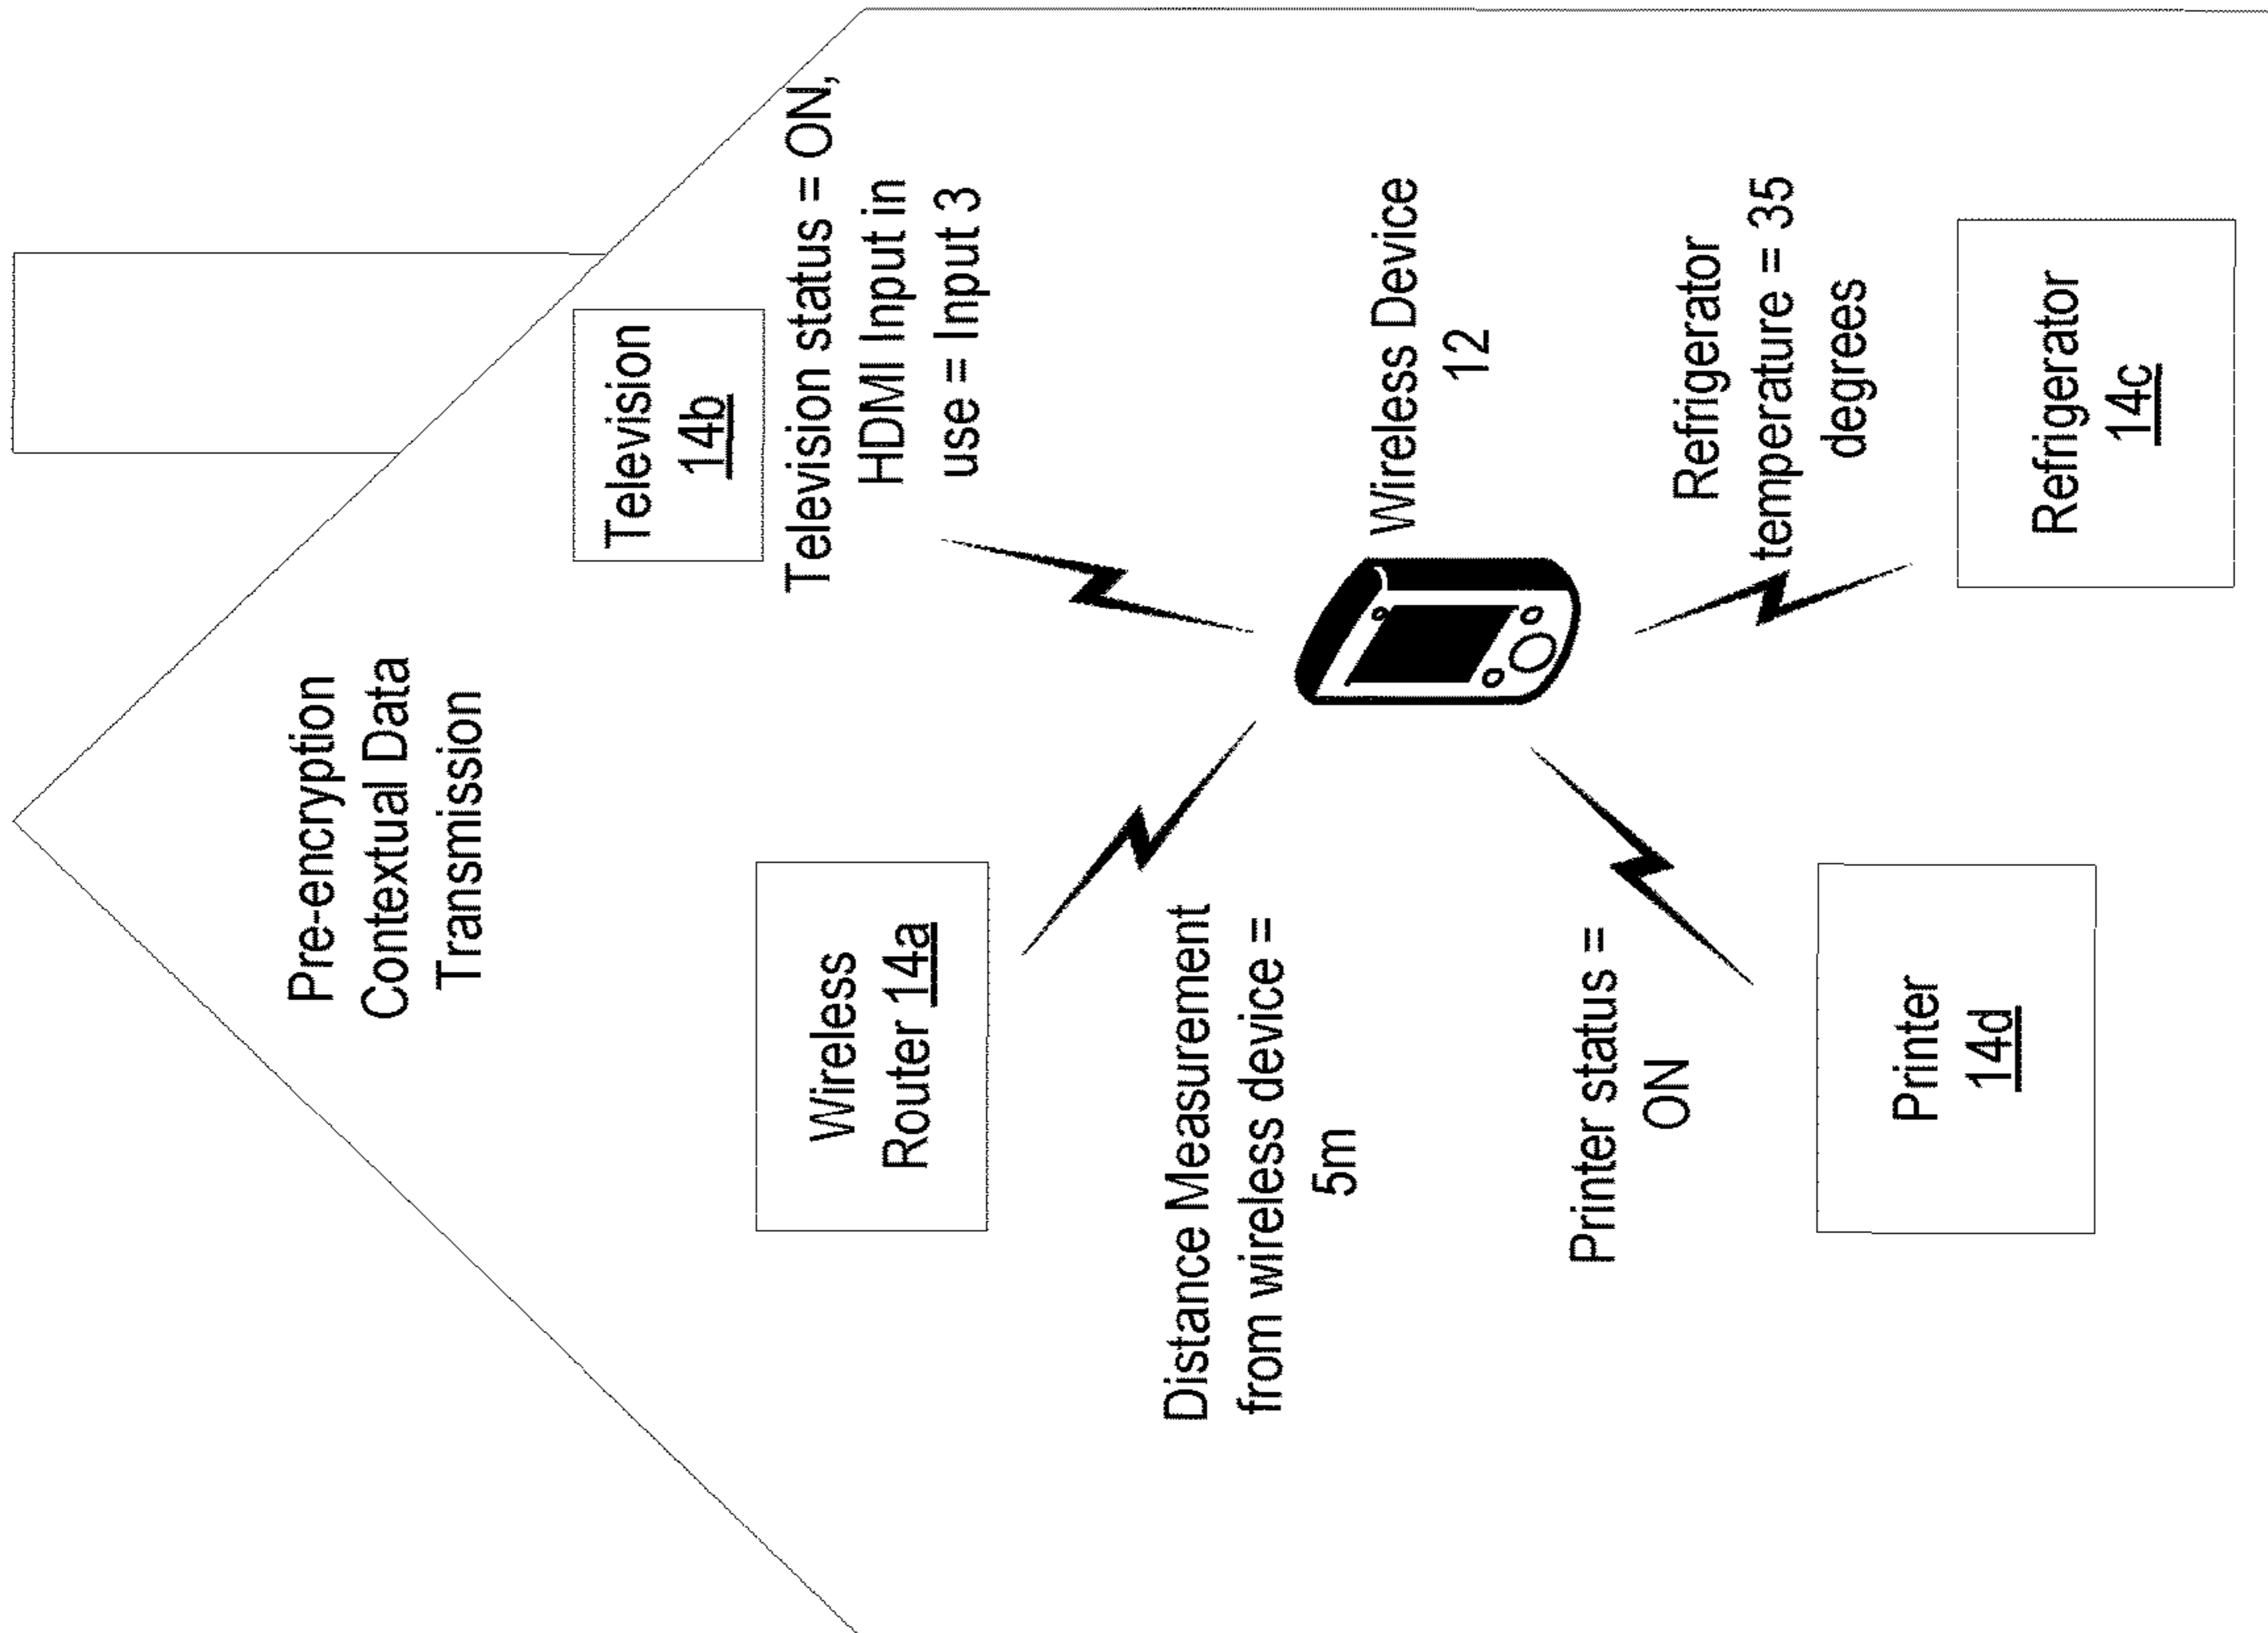 Pre-encryption
Contextual Data
Transmission
Television
14b
Television status = ON,
HDMI Input in
use = Input 3
Wireless
Router 14a
Distance Measurement
from wireless device =
5m
Wireless Device
12
Printer status =
ON
Refrigerator
temperature = 35
degrees
Printer
14d
Refrigerator
14c